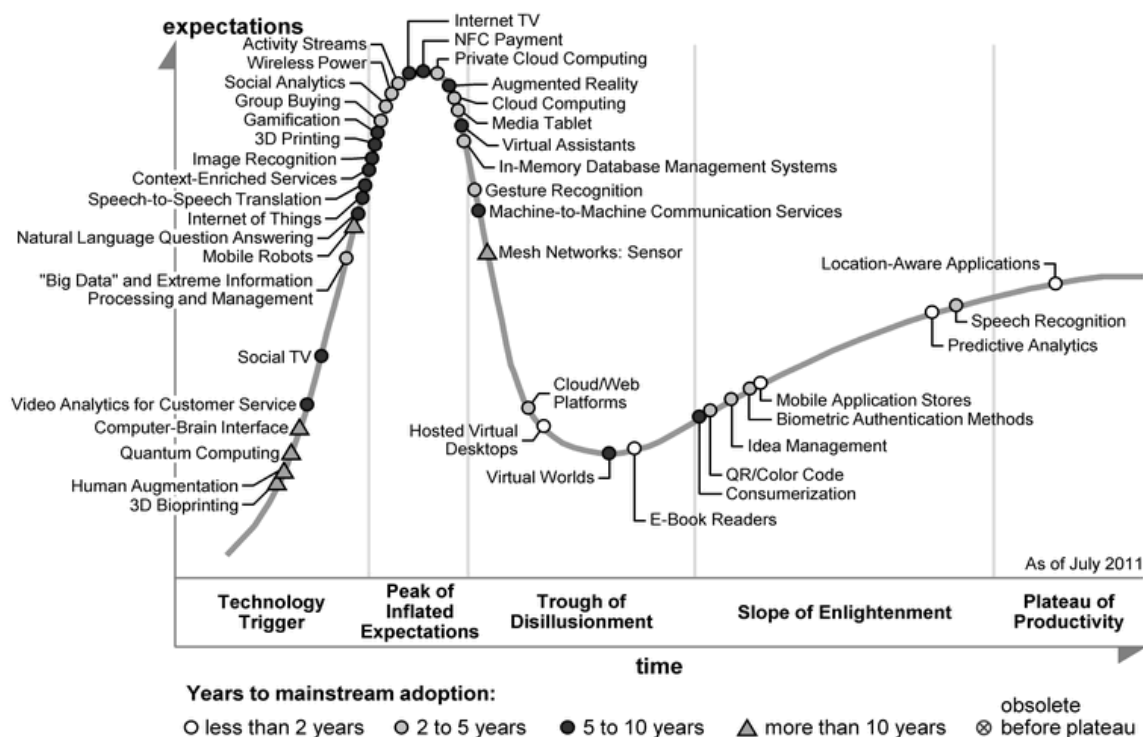 expectations
Internet TV
NFC Payment
Activity Streams
Private Cloud Computing
Wireless Power
Augmented Reality
Social Analytics
Cloud Computing
Group Buying
Media Tablet
Gamification
Virtual Assistants
3D Printing
In-Memory Database Management Systems
Image Recognition
Context-Enriched Services
Gesture Recognition
Speech-to-Speech Translation
Machine-to-Machine Communication Services
Internet of Things
Natural Language Question Answering
Mobile Robots
Mesh Networks: Sensor
Location-Aware Applications
"Big Data" and Extreme Information
Processing and Management
Speech Recognition
Predictive Analytics
Social TV
Cloud/Web
Platforms
Mobile Application Stores
Video Analytics for Customer Service
Biometric Authentication Methods
Computer-Brain Interface
Hosted Virtual
Desktops
Idea Management
Quantum Computing
QR/Color Code
Virtual Worlds
Human Augmentation
Consumerization
3D Bioprinting
E-Book Readers
As of July 2011
Technology
Trigger
Peak of
Inflated
Expectations
Trough of
Disillusionment
Slope of Enlightenment
Plateau of
Productivity
time
Years to mainstream adoption:
less than 2 years
2 to 5 years
5 to 10 years
more than 10 years
obsolete
before plateau